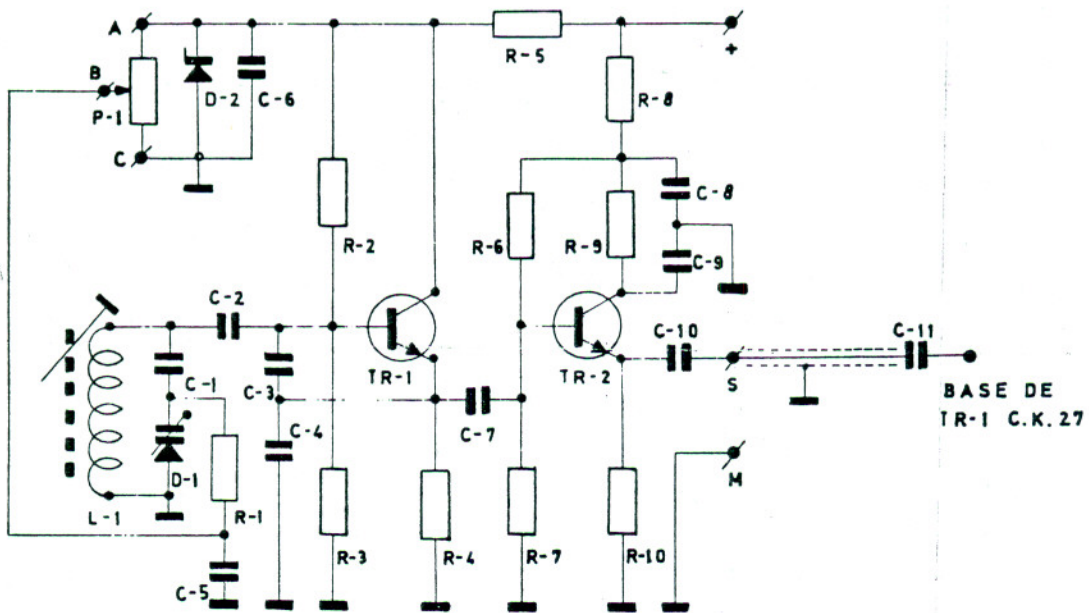 A
+
R-5
B
D-2
C-6
R-8
P-1
C
C-8
R-2
R-6
R-9
C-9
C-2
C-10
C-11
TR-1
TR-2
S
C-1
C-3
BASE DE
TR-1 C.K.27
C-7
C-4
D-1
M
L-1
R-1
R-3
R-4
R-7
R-10
C-5